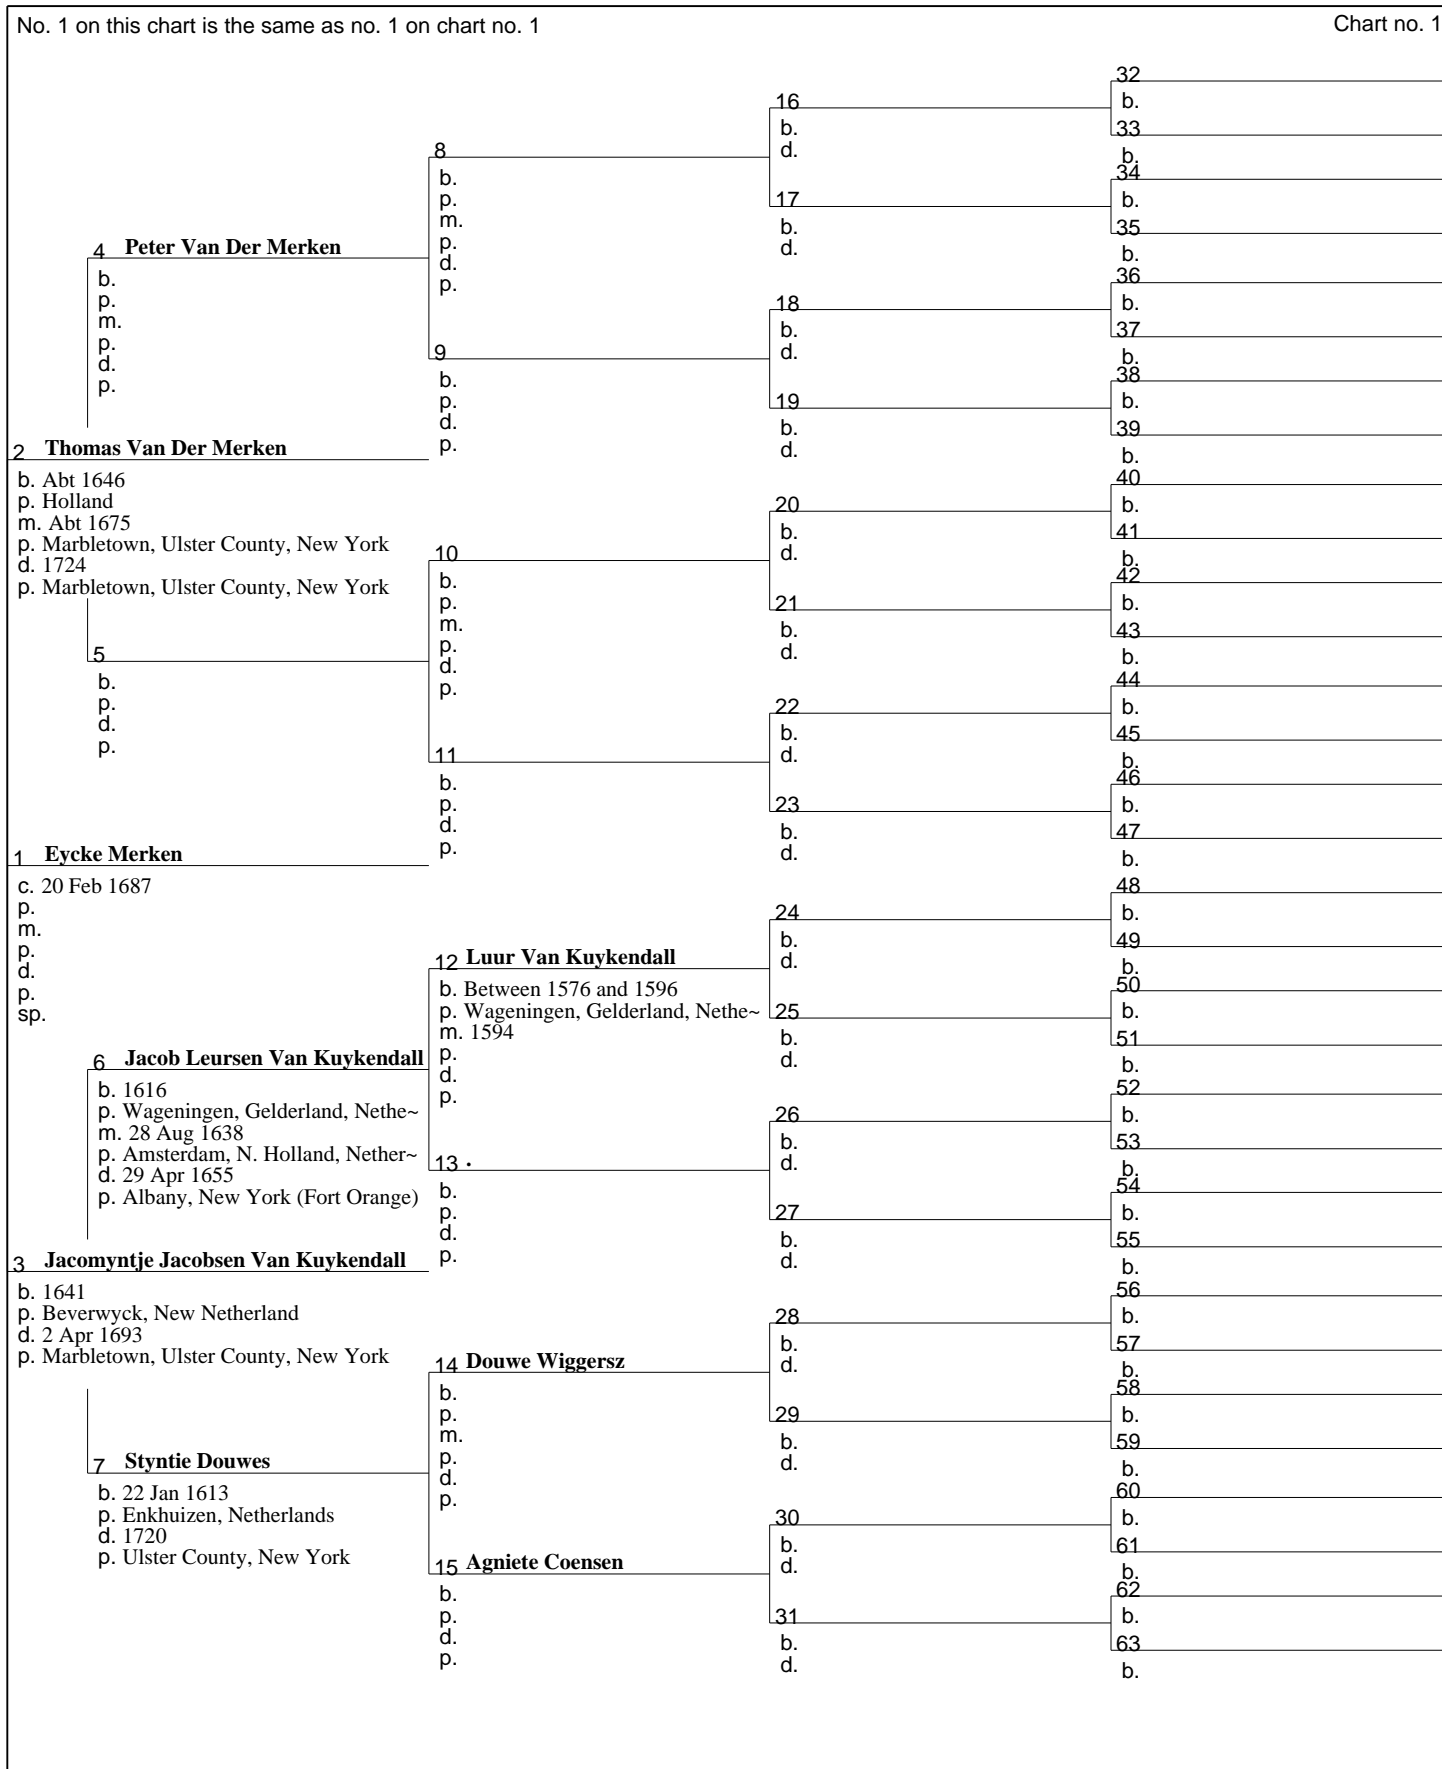 No. 1 on this chart is the same as no. 1 on chart no. 1
Chart no. 1
1 Eycke Merken
c. 20 Feb 1687
p.
m.
p.
d.
p.
sp.
2 Thomas Van Der Merken
b. Abt 1646
p. Holland
m. Abt 1675
p. Marbletown, Ulster County, New York
d. 1724
p. Marbletown, Ulster County, New York
3 Jacomyntje Jacobsen Van Kuykendall
b. 1641
p. Beverwyck, New Netherland
d. 2 Apr 1693
p. Marbletown, Ulster County, New York
4 Peter Van Der Merken
b.
p.
m.
p.
d.
p.
5
b.
p.
d.
p.
6 Jacob Leursen Van Kuykendall
b. 1616
p. Wageningen, Gelderland, Nethe~
m. 28 Aug 1638
p. Amsterdam, N. Holland, Nether~
d. 29 Apr 1655
p. Albany, New York (Fort Orange)
7 Styntie Douwes
b. 22 Jan 1613
p. Enkhuizen, Netherlands
d. 1720
p. Ulster County, New York
8
b.
p.
m.
p.
d.
p.
9
b.
p.
d.
p.
10
b.
p.
m.
p.
d.
p.
11
b.
p.
d.
p.
12 Luur Van Kuykendall
b. Between 1576 and 1596
p. Wageningen, Gelderland, Nethe~
m. 1594
p.
d.
p.
13 .
b.
p.
d.
p.
14 Douwe Wiggersz
b.
p.
m.
p.
d.
p.
15 Agniete Coensen
b.
p.
d.
p.
16
b.
d.
17
b.
d.
18
b.
d.
19
b.
d.
20
b.
d.
21
b.
d.
22
b.
d.
23
b.
d.
24
b.
d.
25
b.
d.
26
b.
d.
27
b.
d.
28
b.
d.
29
b.
d.
30
b.
d.
31
b.
d.
32
b.
33
b.
34
b.
35
b.
36
b.
37
b.
38
b.
39
b.
40
b.
41
b.
42
b.
43
b.
44
b.
45
b.
46
b.
47
b.
48
b.
49
b.
50
b.
51
b.
52
b.
53
b.
54
b.
55
b.
56
b.
57
b.
58
b.
59
b.
60
b.
61
b.
62
b.
63
b.